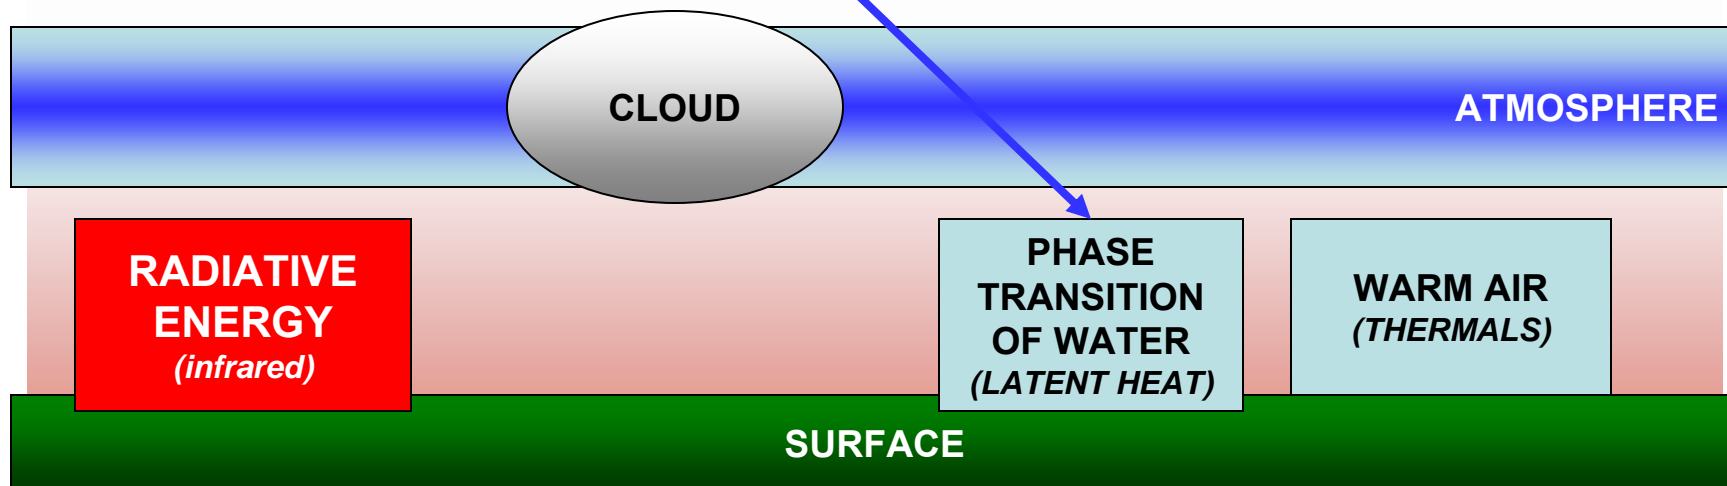 CLOUD
ATMOSPHERE
RADIATIVE
ENERGY
(infrared)
PHASE
TRANSITION
OF WATER
(LATENT HEAT)
WARM AIR
(THERMALS)
SURFACE